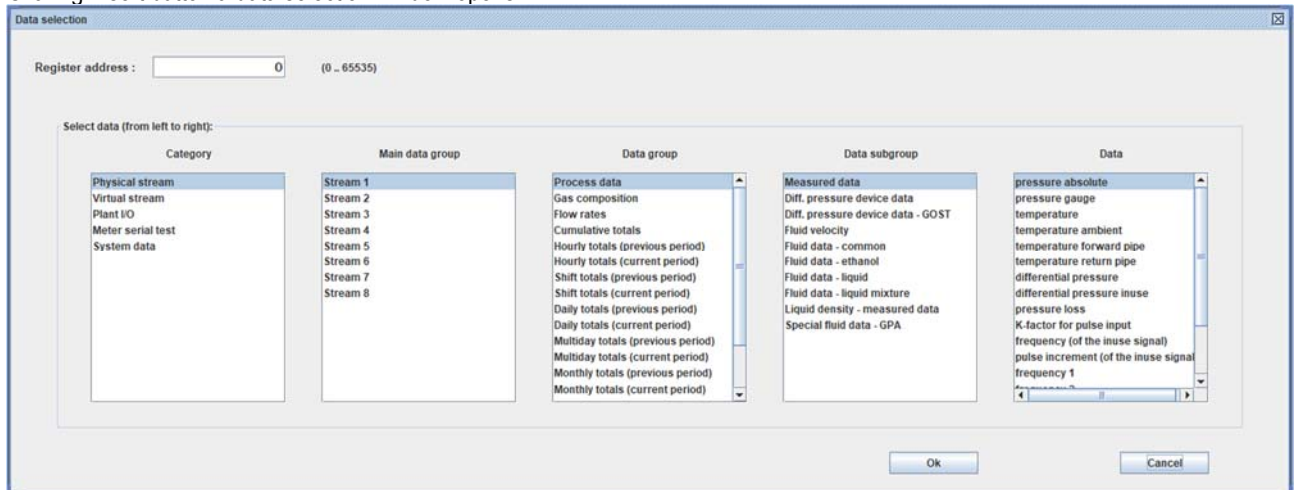 Data selection
Register address : 0 (0 .. 65535)
Select data (from left to right):
Category
Physical stream
Virtual stream
Plant I/O
Meter serial test
System data
Main data group
Stream 1
Stream 2
Stream 3
Stream 4
Stream 5
Stream 6
Stream 7
Stream 8
Data group
Process data
Gas composition
Flow rates
Cumulative totals
Hourly totals (previous period)
Hourly totals (current period)
Shift totals (previous period)
Shift totals (current period)
Daily totals (previous period)
Daily totals (current period)
Multiday totals (previous period)
Multiday totals (current period)
Monthly totals (previous period)
Monthly totals (current period)
Data subgroup
Measured data
Diff. pressure device data
Diff. pressure device data - GOST
Fluid velocity
Fluid data - common
Fluid data - ethanol
Fluid data - liquid
Fluid data - liquid mixture
Liquid density - measured data
Special fluid data - GPA
Data
pressure absolute
pressure gauge
temperature
temperature ambient
temperature forward pipe
temperature return pipe
differential pressure
differential pressure inuse
pressure loss
K-factor for pulse input
frequency (of the inuse signal)
pulse increment (of the inuse signal
frequency 1
Ok
Cancel